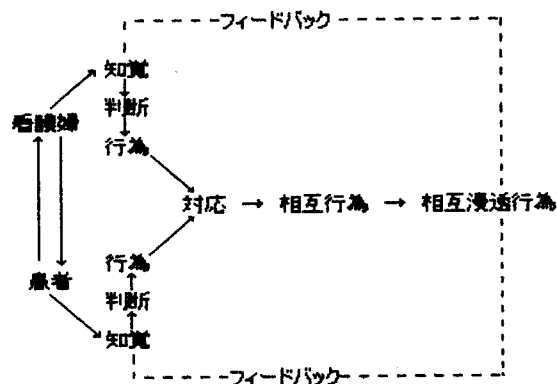 フィードバック
知覚
判断
看護婦
行為
対応 → 相互行為 → 相互浸透行為
行為
患者
判断
知覚
フィードバック